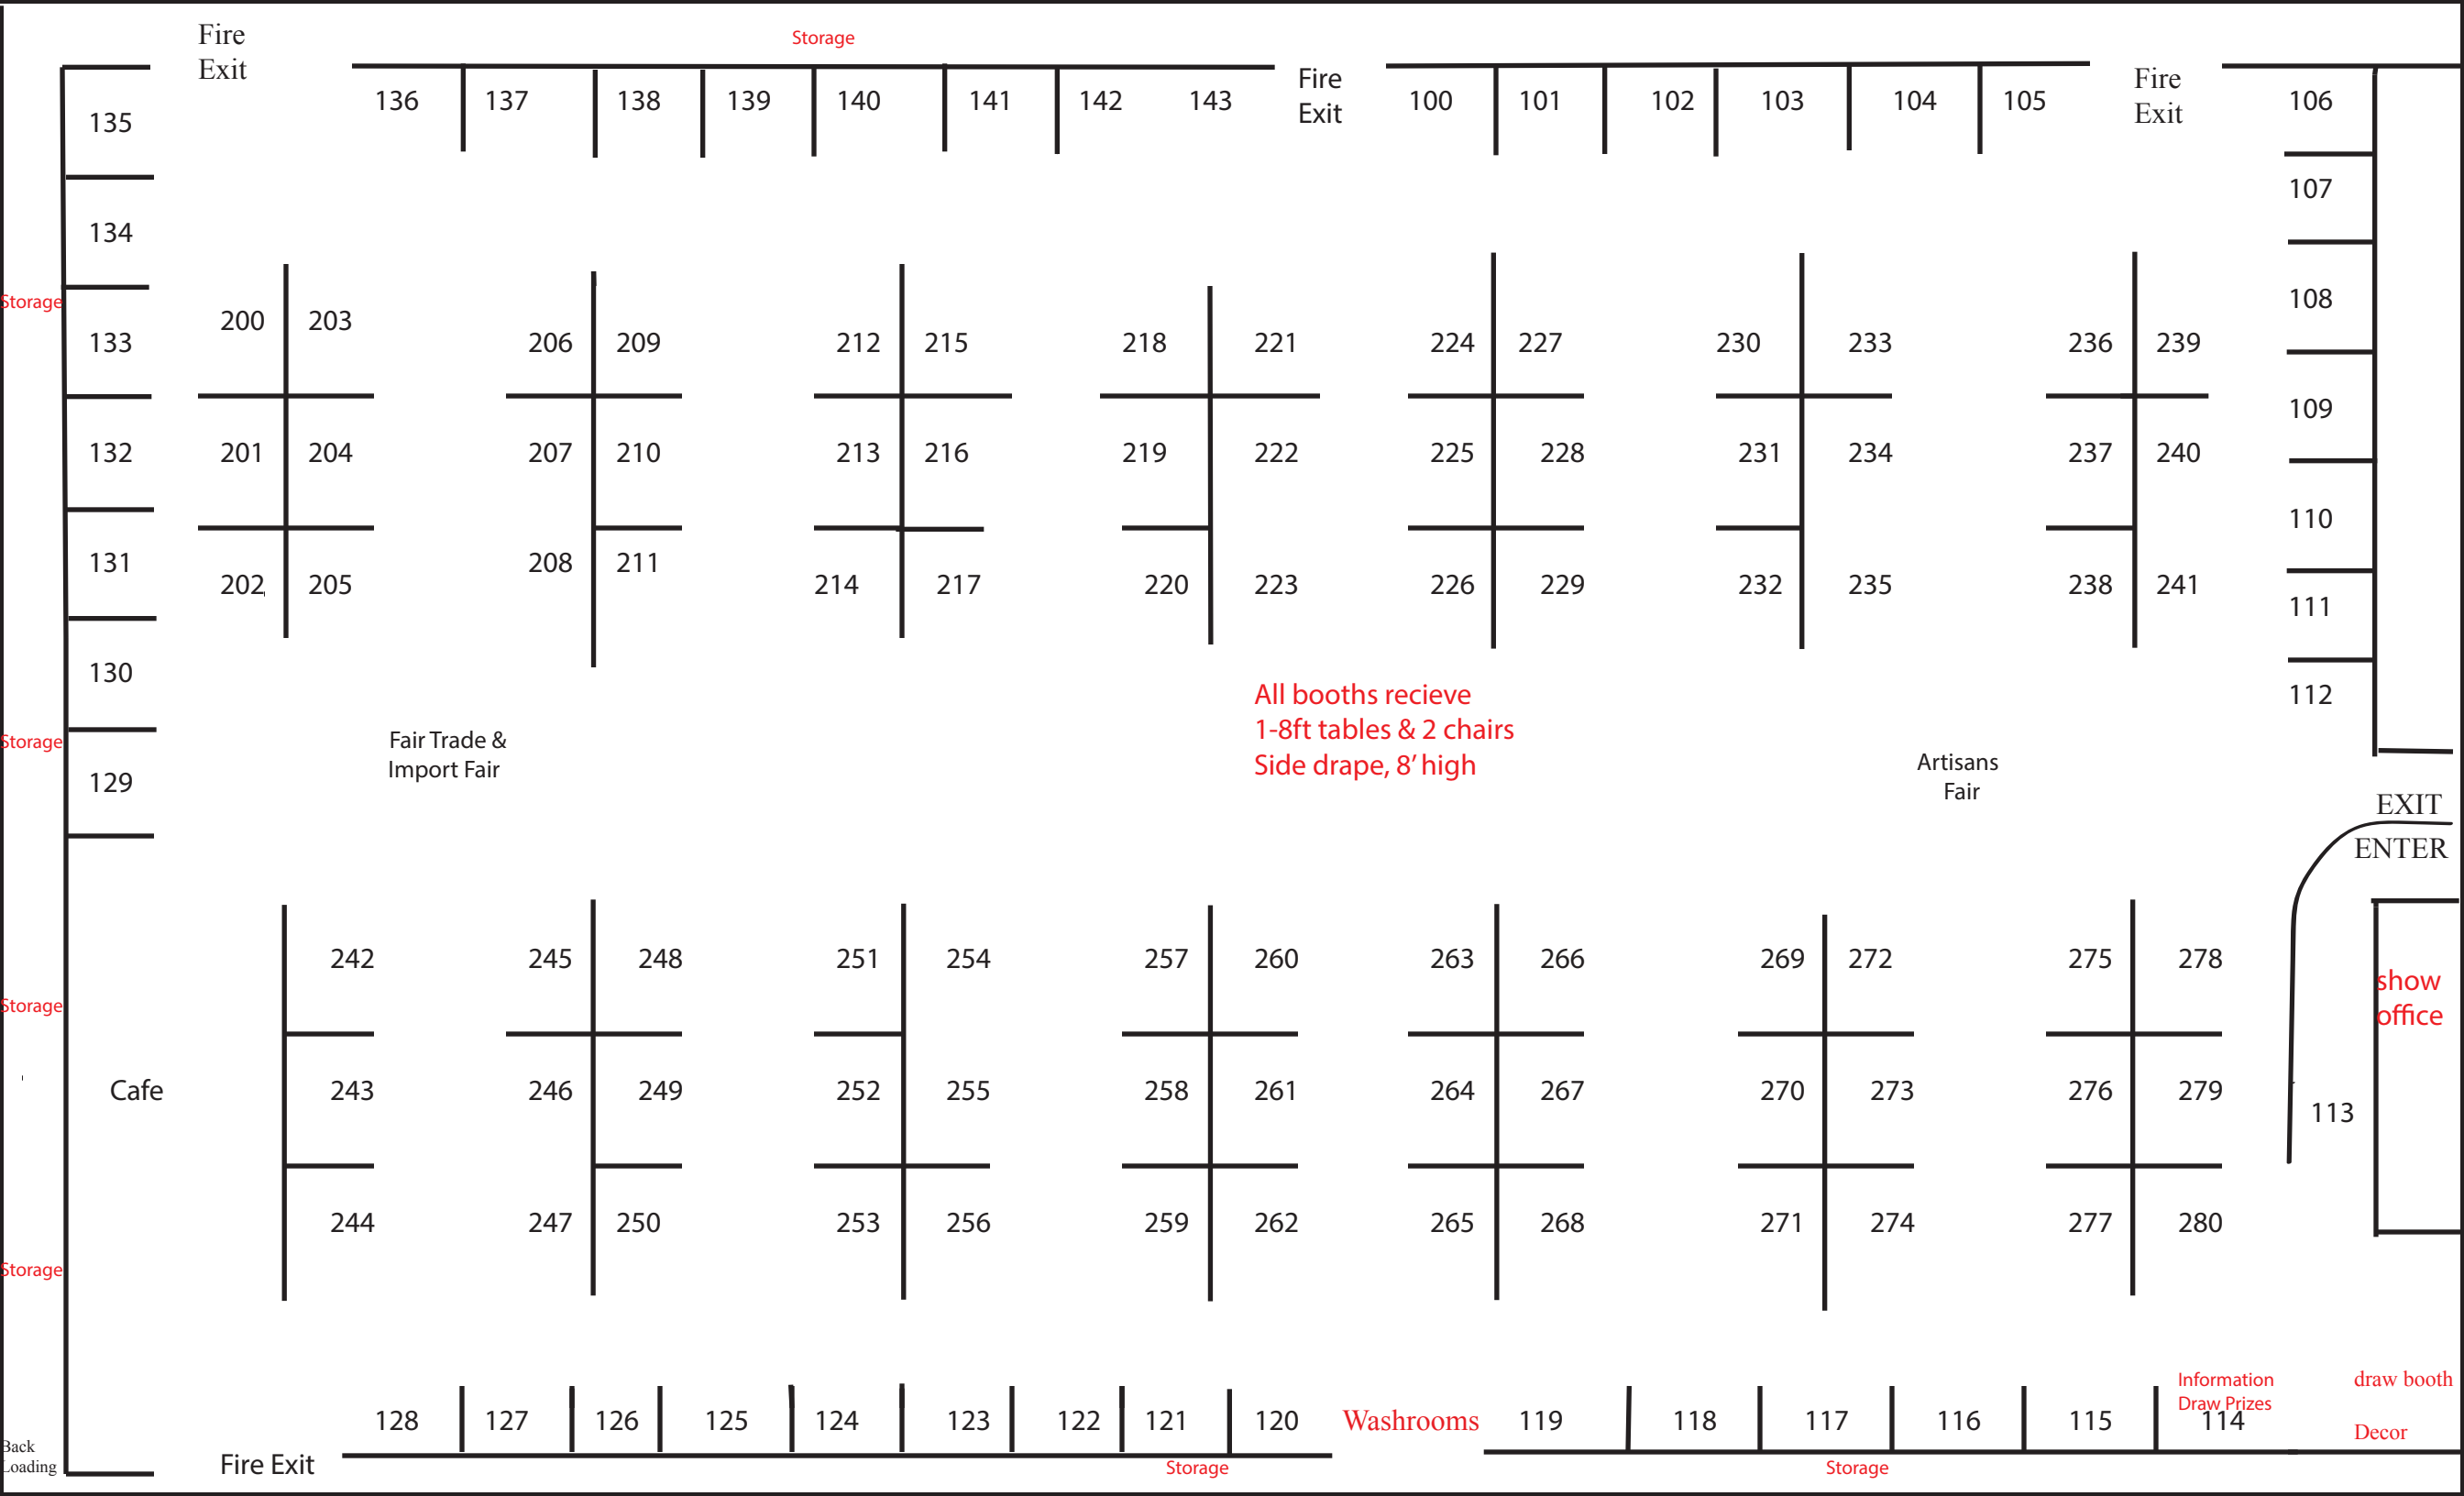 Fire
Exit
Storage
Fire
Exit
Fire
Exit
135
136 137 138 139 140 141 142 143
100 101 102 103 104 105
106
107
134
108
Storage
133
200 203
206 209
212 215
218 221
224 227
230 233
236 239
109
132
201 204
207 210
213 216
219 222
225 228
231 234
237 240
110
131
202 205
208 211
214 217
220 223
226 229
232 235
238 241
111
130
112
All booths recieve
1-8ft tables & 2 chairs
Side drape, 8’ high
Storage
Fair Trade &
Import Fair
Artisans
Fair
129
EXIT
ENTER
242
245 248
251 254
257 260
263 266
269 272
275 278
show
office
Storage
Cafe
243
246 249
252 255
258 261
264 267
270 273
276 279
113
244
247 250
253 256
259 262
265 268
271 274
277 280
Storage
Information
Draw Prizes
draw booth
Decor
128 127 126 125 124 123 122 121 120
Washrooms
119 118 117 116 115 114
Back
Loading
Fire Exit
Storage
Storage